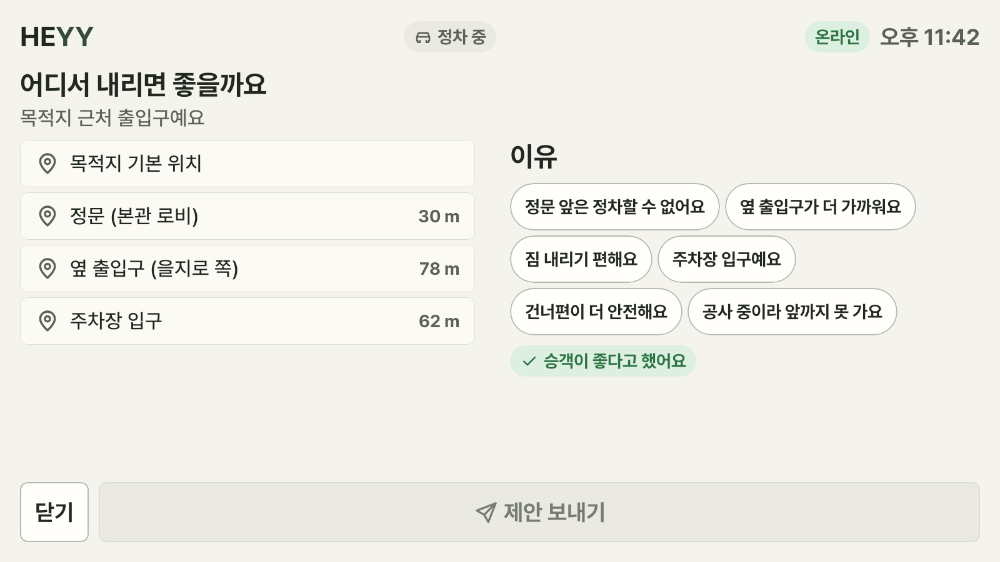 HEYY
정차 중
온라인 오후 11:42
어디서 내리면 좋을까요
목적지 근처 출입구예요
목적지 기본 위치
정문 (본관 로비) 30 m
옆 출입구 (을지로 쪽) 78 m
주차장 입구 62 m
이유
정문 앞은 정차할 수 없어요
옆 출입구가 더 가까워요
짐 내리기 편해요
주차장 입구예요
건너편이 더 안전해요
공사 중이라 앞까지 못 가요
승객이 좋다고 했어요
닫기
제안 보내기